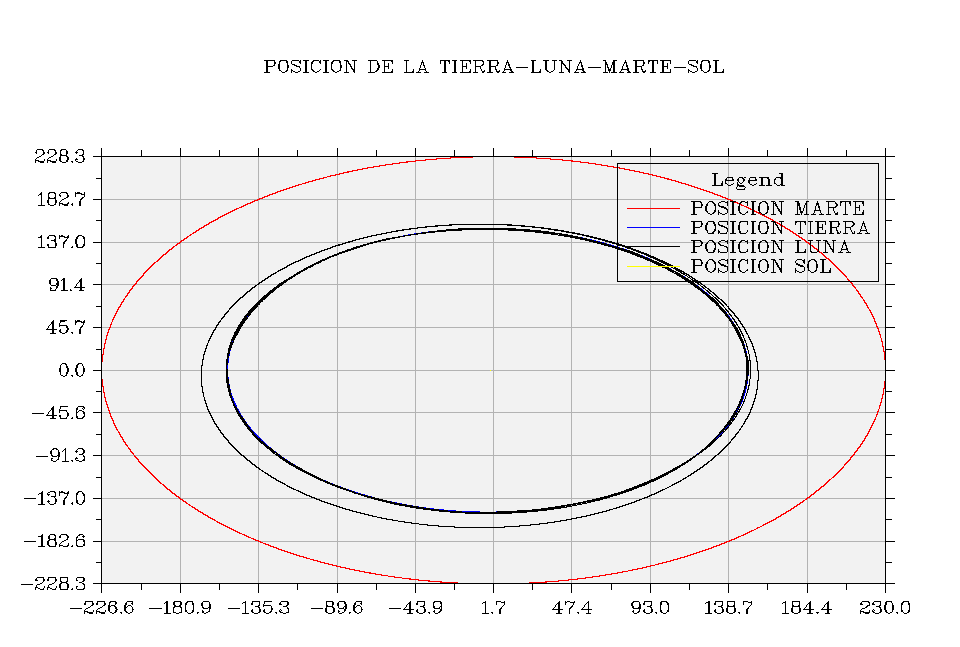 POSICION DE LA TIERRA-LUNA-MARTE-SOL
228.3
182.7
137.0
91.4
45.7
0.0
-45.6
-91.3
-137.0
-182.6
-228.3
Legend
POSICION MARTE
POSICION TIERRA
POSICION LUNA
POSICION SOL
-226.6 -180.9 -135.3 -89.6 -43.9 1.7 47.4 93.0 138.7 184.4 230.0